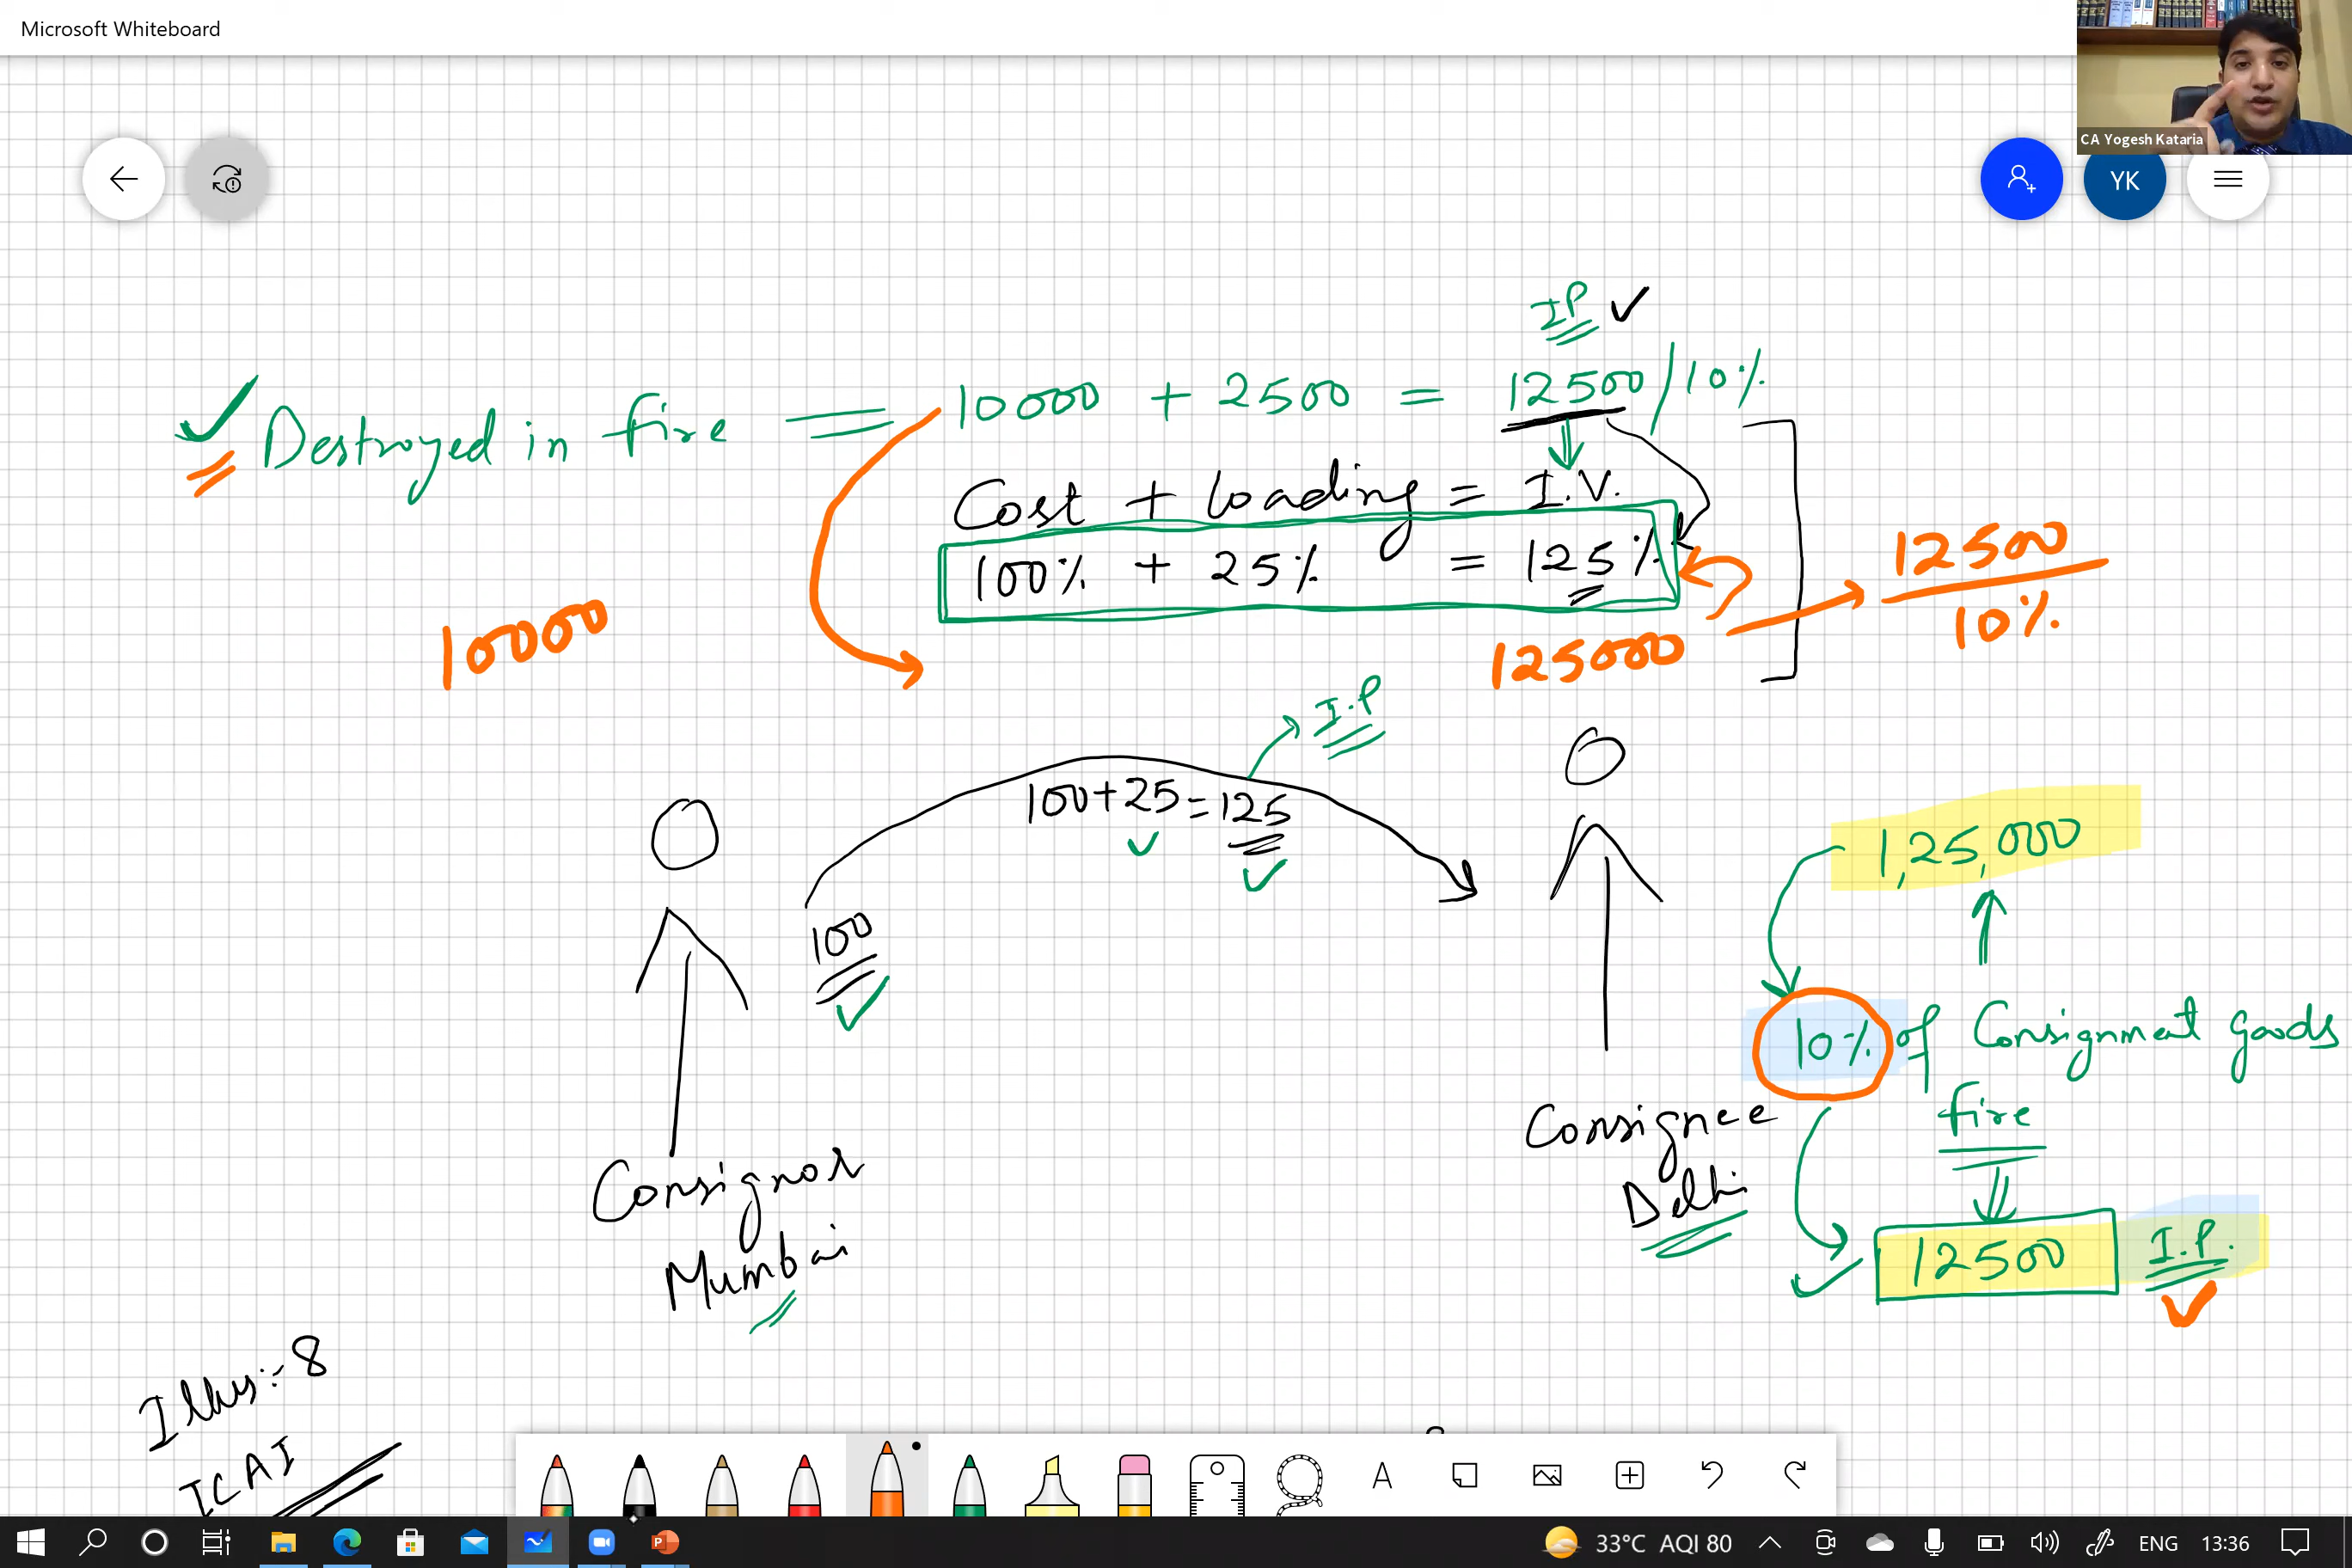 Microsoft Whiteboard
CA Yogesh Kataria
YK
IP
Destroyed in fire = 10000 + 2500 = 12500 / 10%
Cost + loading = I.V.
100% + 25% = 125%
12500
10%
10000
125000
I.P
100+25=125
100
1,25,000
10% of Consignment goods
fire
12500 I.P.
Consignee
Delhi
Consignor
Mumbai
Illus:-8
ICAI
A
33°C AQI 80
ENG
13:36